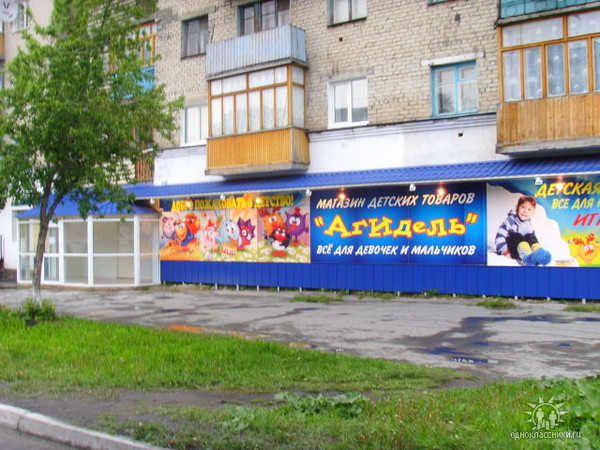 ДОБРО ПОЖАЛОВАТЬ В ДЕТСТВО!
МАГАЗИН ДЕТСКИХ ТОВАРОВ
"АГИДЕЛЬ"
ВСЁ ДЛЯ ДЕВОЧЕК И МАЛЬЧИКОВ
ДЕТСКАЯ
ВСЕ ДЛЯ
ИГ
одноклассники.ru